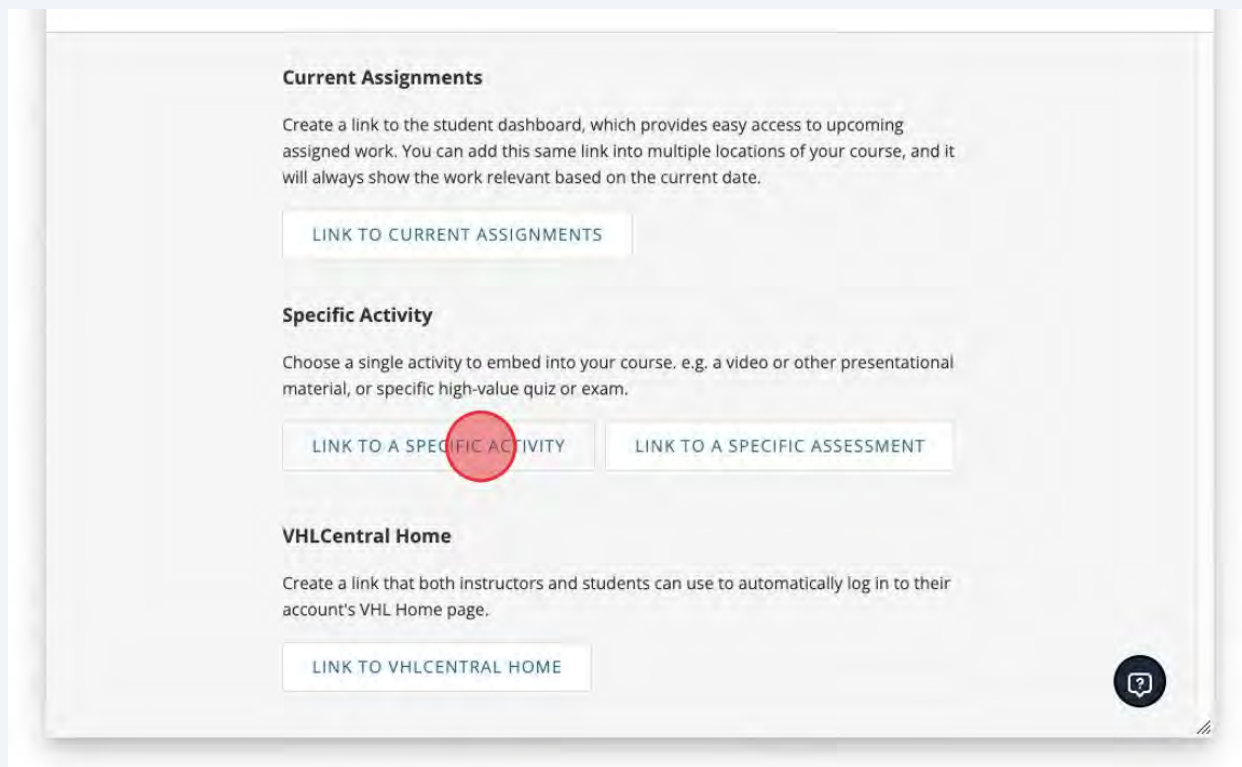 Current Assignments
Create a link to the student dashboard, which provides easy access to upcoming
assigned work. You can add this same link into multiple locations of your course, and it
will always show the work relevant based on the current date.
LINK TO CURRENT ASSIGNMENTS
Specific Activity
Choose a single activity to embed into your course. e.g. a video or other presentational
material, or specific high-value quiz or exam.
LINK TO A SPECIFIC ACTIVITY LINK TO A SPECIFIC ASSESSMENT
VHLCentral Home
Create a link that both instructors and students can use to automatically log in to their
account's VHL Home page.
LINK TO VHLCENTRAL HOME
?